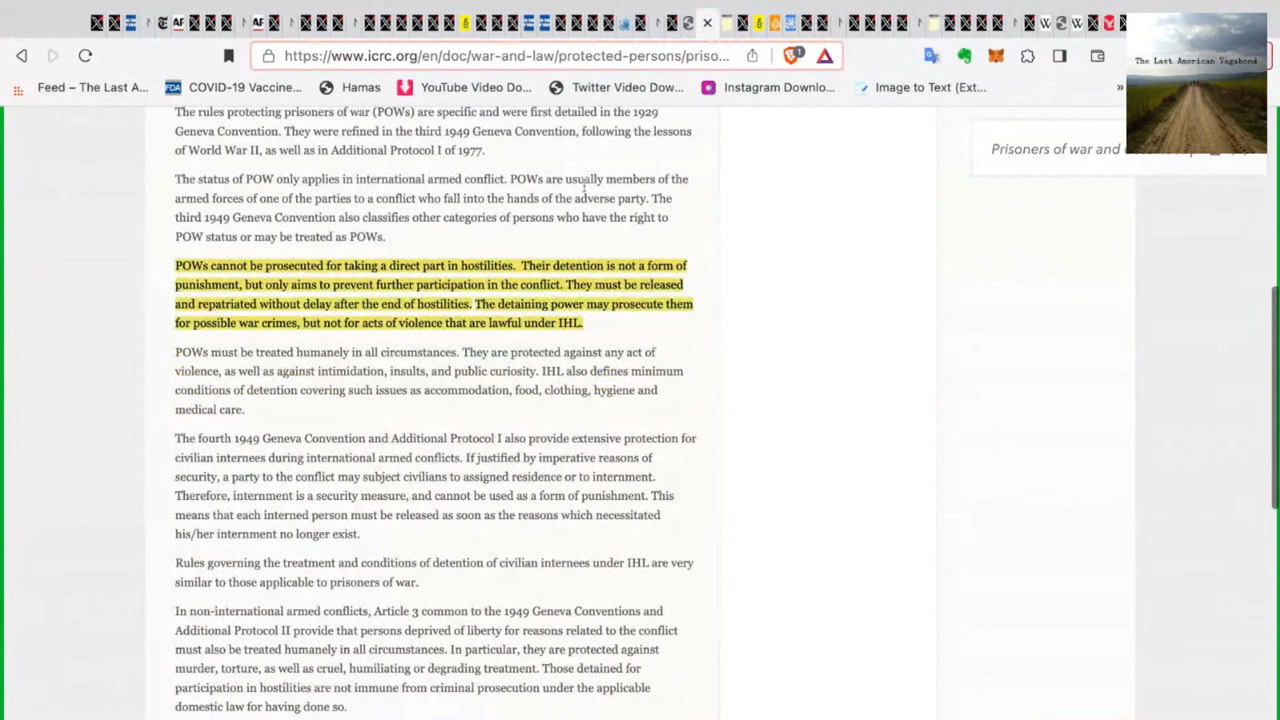 https://www.icrc.org/en/doc/war-and-law/protected-persons/priso...
1
Feed – The Last A...
FDA
COVID-19 Vaccine...
Hamas
YouTube Video Do...
Twitter Video Dow...
Instagram Downlo...
Image to Text (Ext...
»
The Last American Vagabond
The rules protecting prisoners of war (POWs) are specific and were first detailed in the 1929
Geneva Convention. They were refined in the third 1949 Geneva Convention, following the lessons
of World War II, as well as in Additional Protocol I of 1977.
Prisoners of war and
The status of POW only applies in international armed conflict. POWs are usually members of the
armed forces of one of the parties to a conflict who fall into the hands of the adverse party. The
third 1949 Geneva Convention also classifies other categories of persons who have the right to
POW status or may be treated as POWs.
POWs cannot be prosecuted for taking a direct part in hostilities. Their detention is not a form of
punishment, but only aims to prevent further participation in the conflict. They must be released
and repatriated without delay after the end of hostilities. The detaining power may prosecute them
for possible war crimes, but not for acts of violence that are lawful under IHL.
POWs must be treated humanely in all circumstances. They are protected against any act of
violence, as well as against intimidation, insults, and public curiosity. IHL also defines minimum
conditions of detention covering such issues as accommodation, food, clothing, hygiene and
medical care.
The fourth 1949 Geneva Convention and Additional Protocol I also provide extensive protection for
civilian internees during international armed conflicts. If justified by imperative reasons of
security, a party to the conflict may subject civilians to assigned residence or to internment.
Therefore, internment is a security measure, and cannot be used as a form of punishment. This
means that each interned person must be released as soon as the reasons which necessitated
his/her internment no longer exist.
Rules governing the treatment and conditions of detention of civilian internees under IHL are very
similar to those applicable to prisoners of war.
In non-international armed conflicts, Article 3 common to the 1949 Geneva Conventions and
Additional Protocol II provide that persons deprived of liberty for reasons related to the conflict
must also be treated humanely in all circumstances. In particular, they are protected against
murder, torture, as well as cruel, humiliating or degrading treatment. Those detained for
participation in hostilities are not immune from criminal prosecution under the applicable
domestic law for having done so.